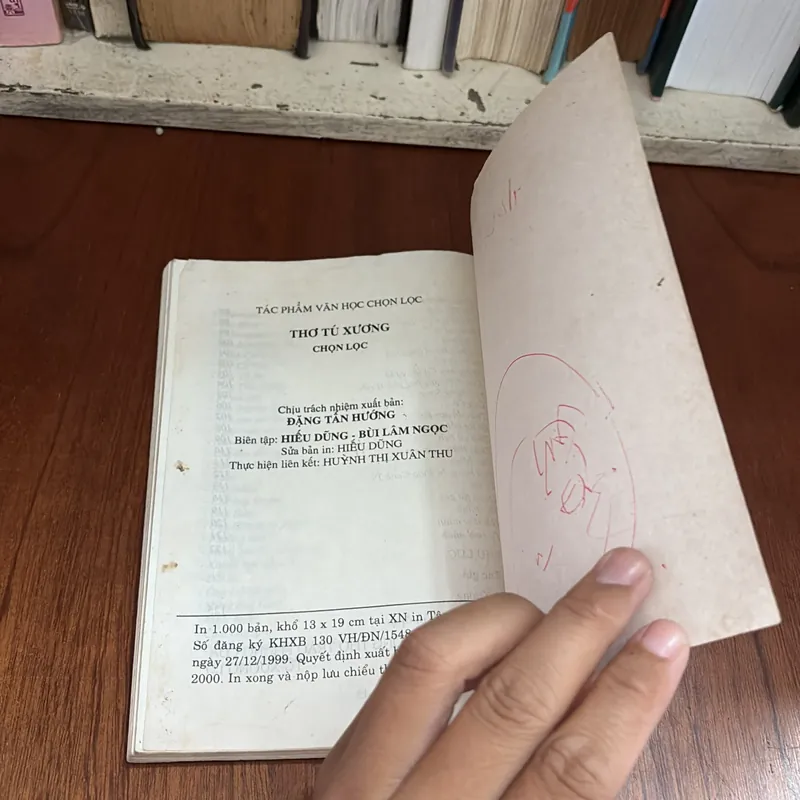 TÁC PHẨM VĂN HỌC CHỌN LỌC
THƠ TÚ XƯƠNG
CHỌN LỌC
Chịu trách nhiệm xuất bản:
ĐẶNG TẤN HƯỚNG
Biên tập: HIẾU DŨNG - BÙI LÂM NGỌC
Sửa bản in: HIẾU DŨNG
Thực hiện liên kết: HUỲNH THỊ XUÂN THU
In 1.000 bản, khổ 13 x 19 cm tại XN in
Số đăng ký KHXB 130 VH/ĐN/1548
ngày 27/12/1999. Quyết định xuất
2000. In xong và nộp lưu chiểu